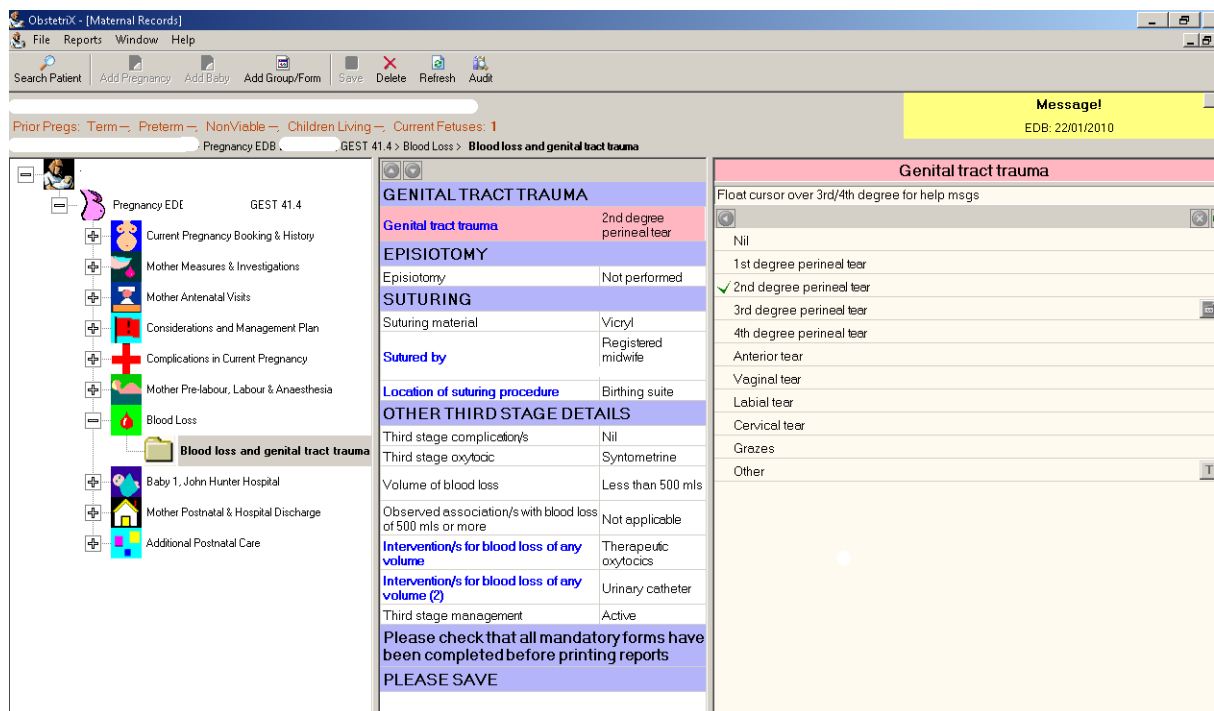 ObstetriX - [Maternal Records]
File Reports Window Help
Search Patient Add Pregnancy Add Baby Add Group/Form Save Delete Refresh Audit
Message!
Prior Pregs: Term —, Preterm —, NonViable —, Children Living —, Current Fetuses: 1
EDB: 22/01/2010
Pregnancy EDB GEST 41.4 > Blood Loss > Blood loss and genital tract trauma
Pregnancy EDE GEST 41.4
Current Pregnancy Booking & History
Mother Measures & Investigations
Mother Antenatal Visits
Considerations and Management Plan
Complications in Current Pregnancy
Mother Pre-labour, Labour & Anaesthesia
Blood Loss
Blood loss and genital tract trauma
Baby 1, John Hunter Hospital
Mother Postnatal & Hospital Discharge
Additional Postnatal Care
GENITAL TRACT TRAUMA
Genital tract trauma 2nd degree
perineal tear
EPISIOTOMY
Episiotomy Not performed
SUTURING
Suturing material Vicryl
Sutured by Registered
midwife
Location of suturing procedure Birthing suite
OTHER THIRD STAGE DETAILS
Third stage complication/s Nil
Third stage oxytocic Syntometrine
Volume of blood loss Less than 500 mls
Observed association/s with blood loss
of 500 mls or more Not applicable
Intervention/s for blood loss of any
volume Therapeutic
oxytocics
Intervention/s for blood loss of any
volume (2) Urinary catheter
Third stage management Active
Please check that all mandatory forms have
been completed before printing reports
PLEASE SAVE
Genital tract trauma
Float cursor over 3rd/4th degree for help msgs
Nil
1st degree perineal tear
2nd degree perineal tear
3rd degree perineal tear
4th degree perineal tear
Anterior tear
Vaginal tear
Labial tear
Cervical tear
Grazes
Other T